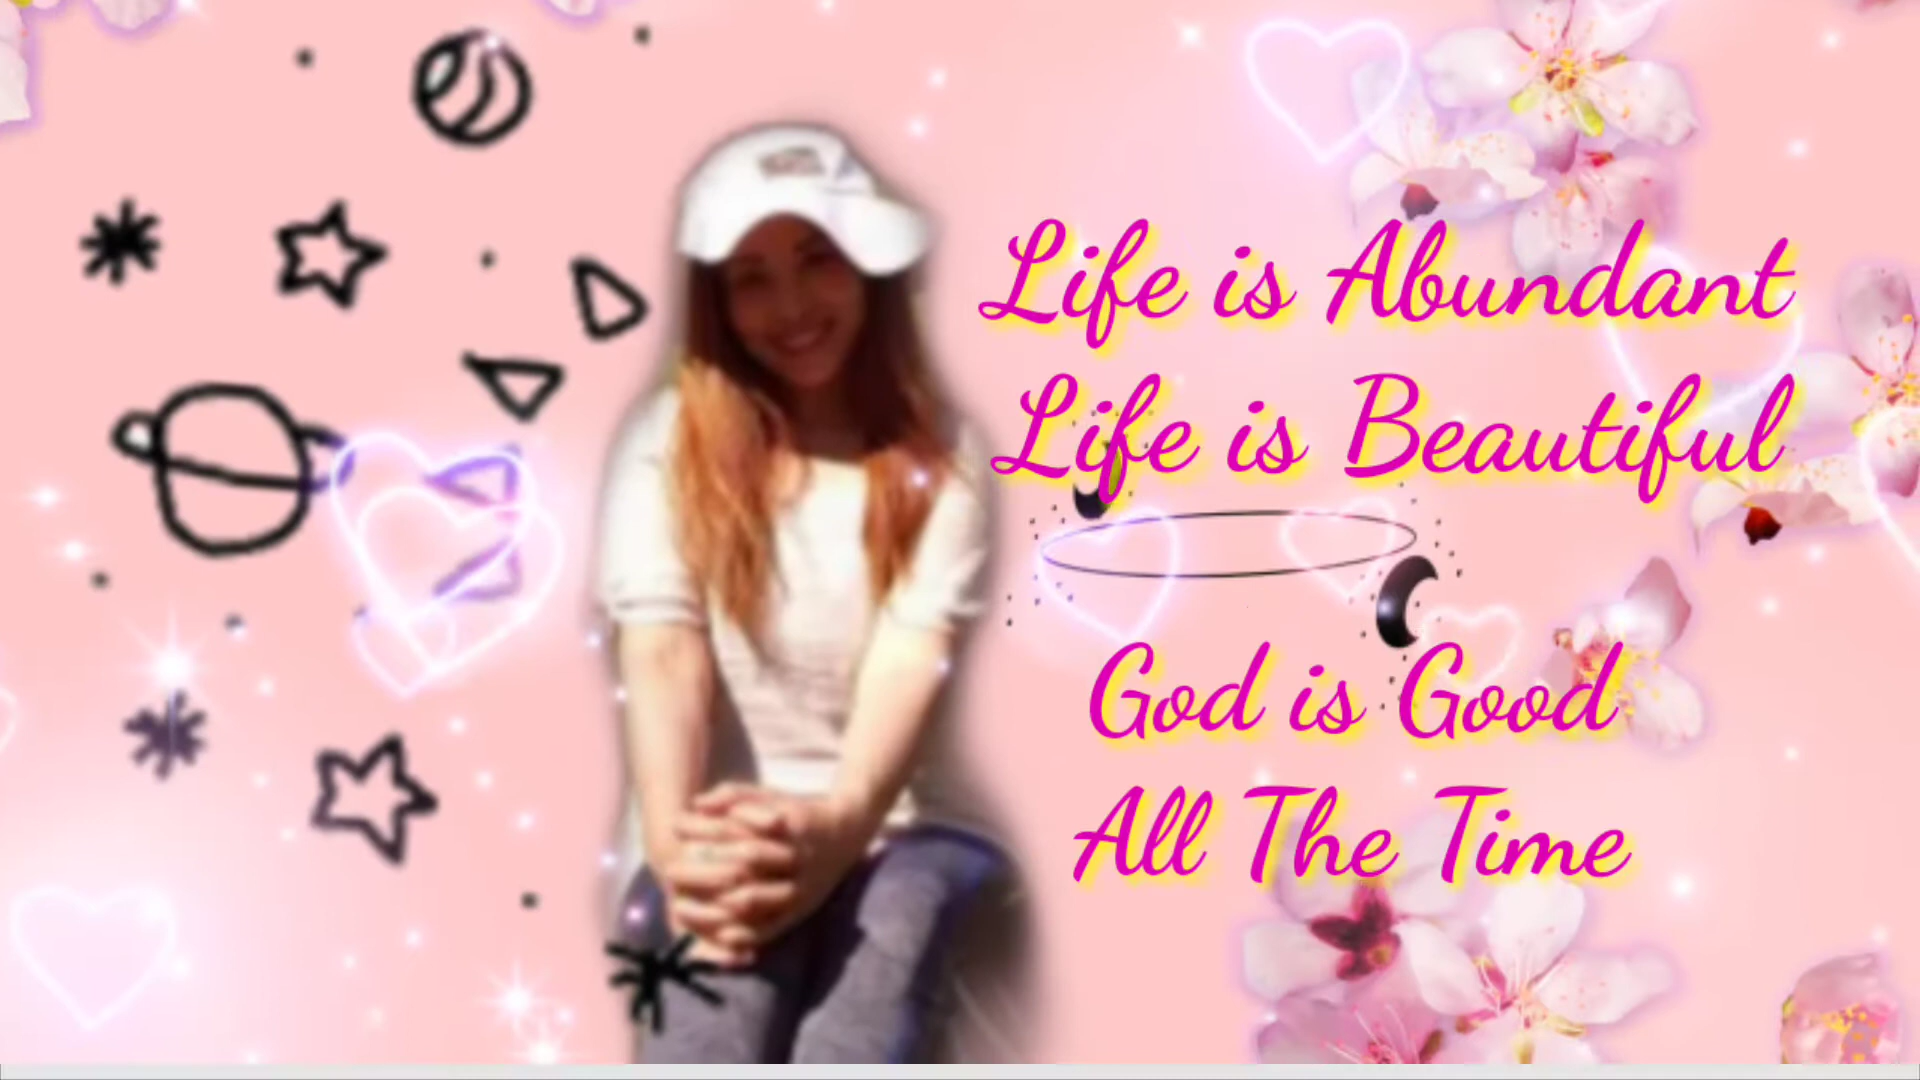 Life is Abundant
Life is Beautiful
God is Good
All The Time